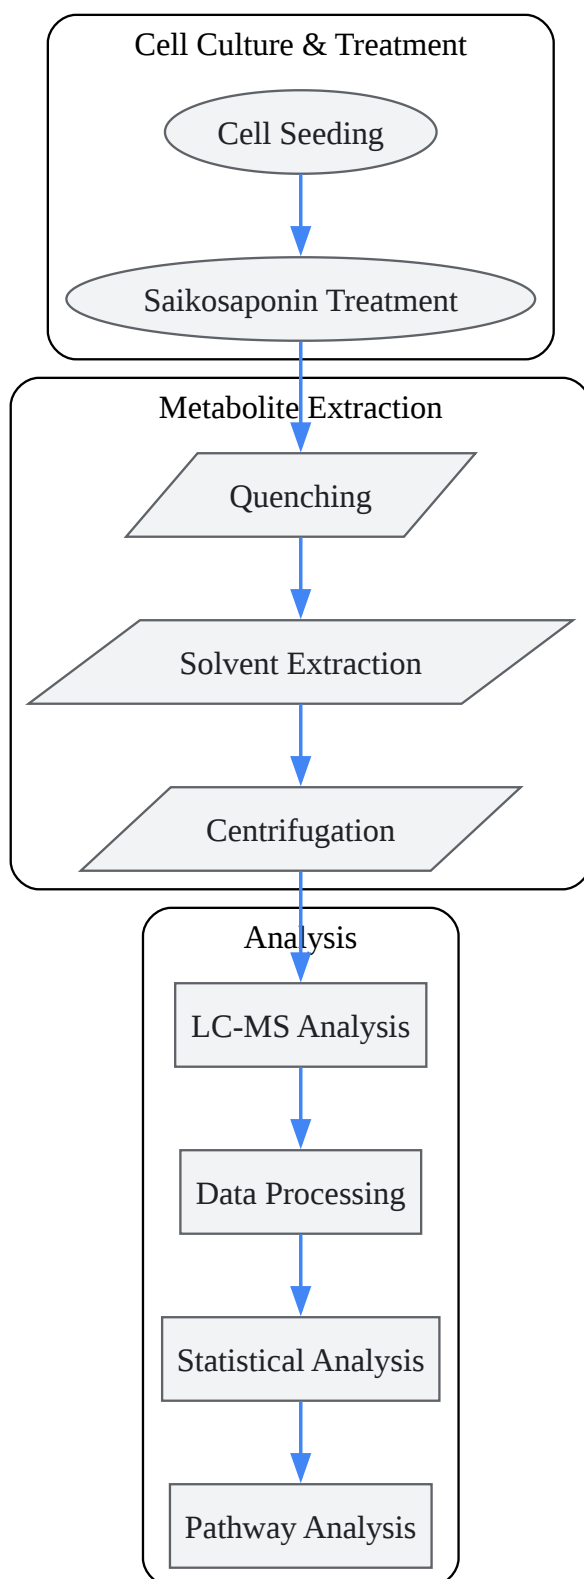 Cell Culture & Treatment
Cell Seeding
Saikosaponin Treatment
Metabolite Extraction
Quenching
Solvent Extraction
Centrifugation
Analysis
LC-MS Analysis
Data Processing
Statistical Analysis
Pathway Analysis